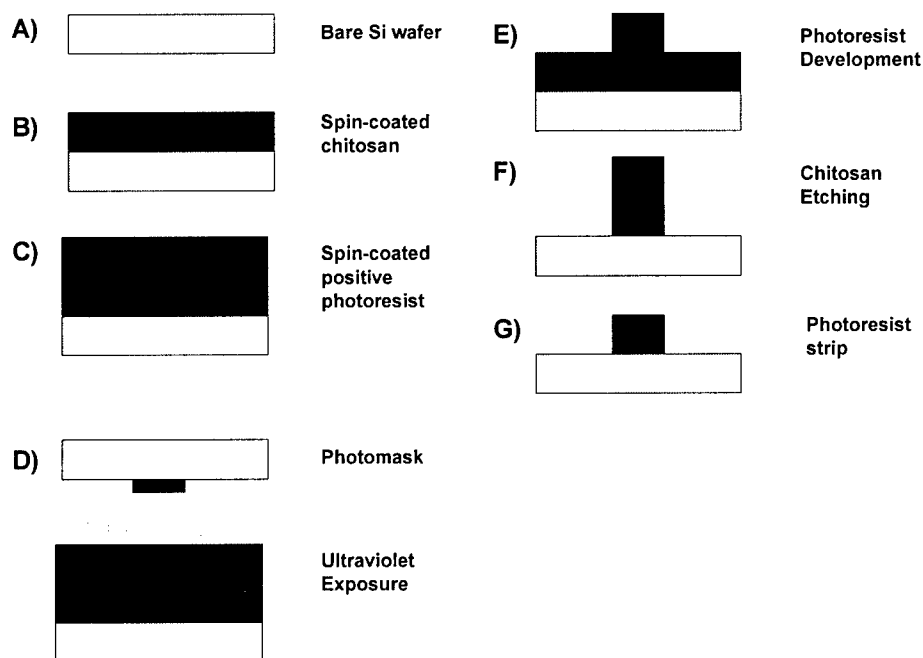 A)
Bare Si wafer
B)
Spin-coated
chitosan
C)
Spin-coated
positive
photoresist
D)
Photomask
Ultraviolet
Exposure
E)
Photoresist
Development
F)
Chitosan
Etching
G)
Photoresist
strip